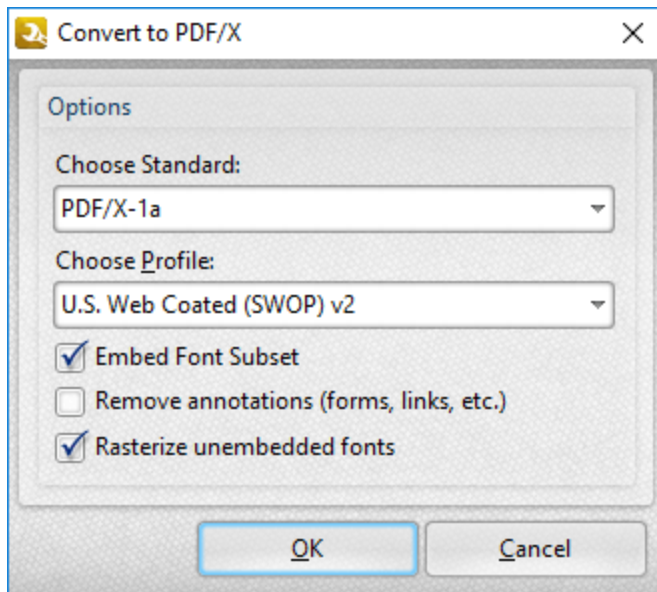 Convert to PDF/X
Options
Choose Standard:
PDF/X-1a
Choose Profile:
U.S. Web Coated (SWOP) v2
Embed Font Subset
Remove annotations (forms, links, etc.)
Rasterize unembedded fonts
OK
Cancel